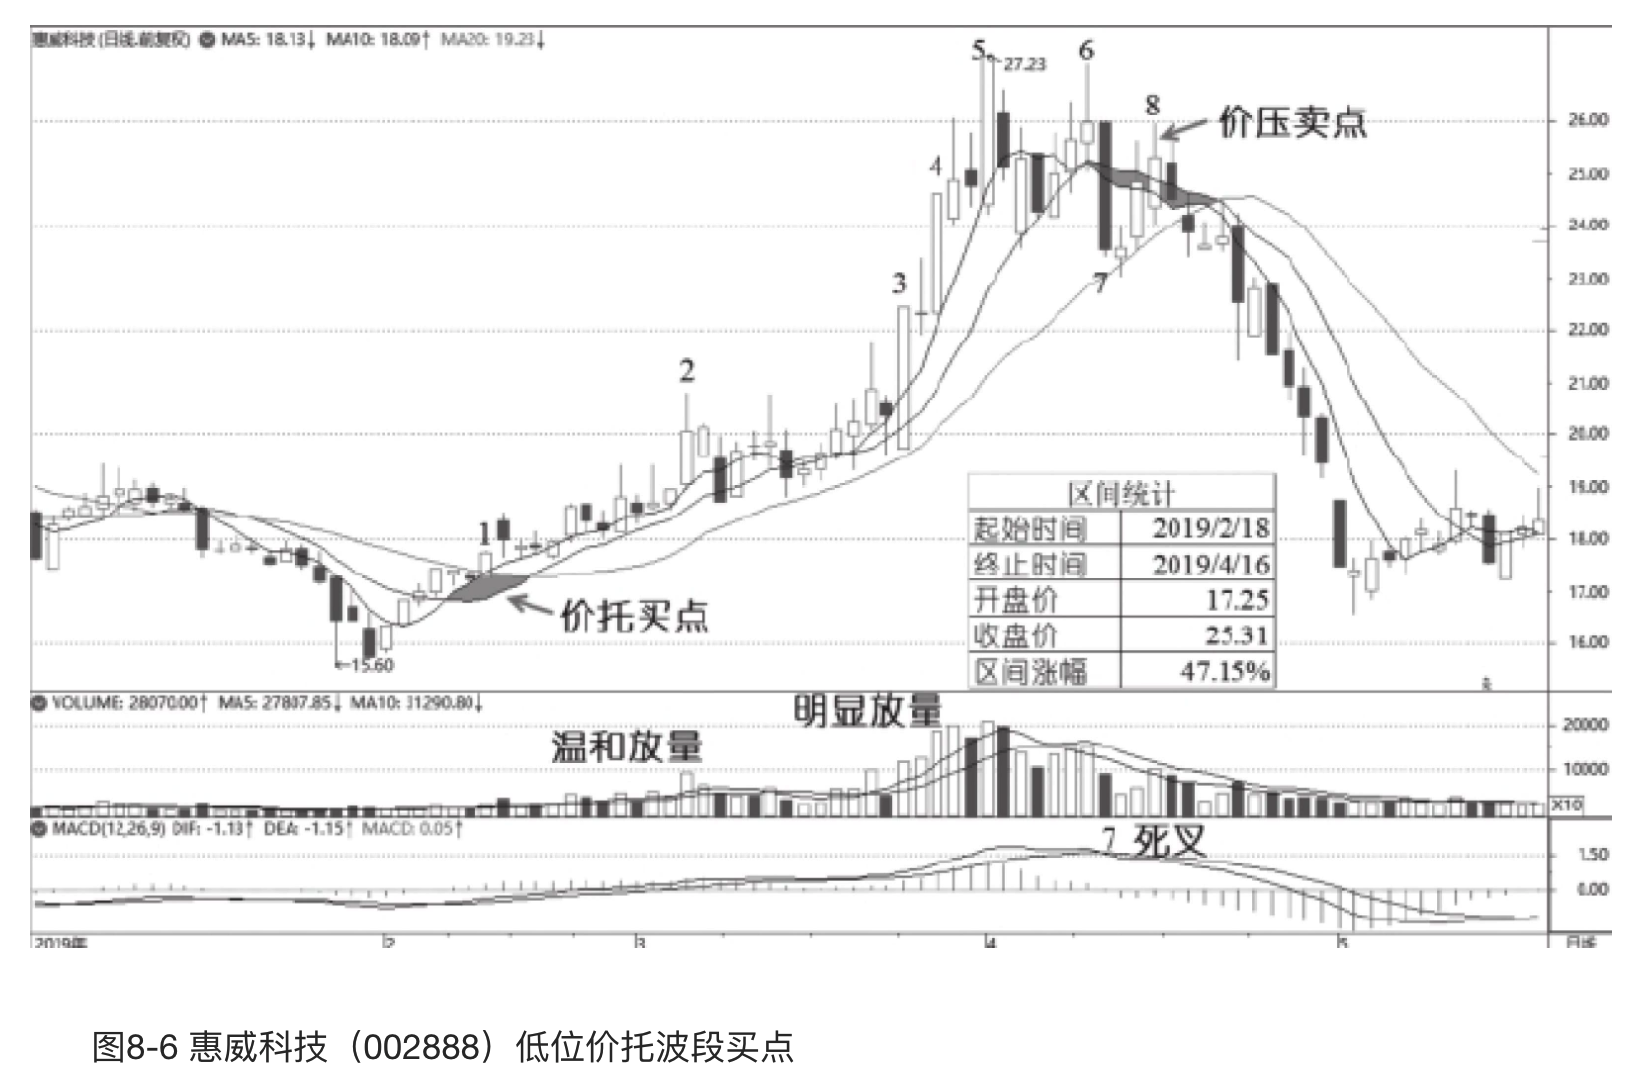 惠威科技(日线.前复权) MA5: 18.13↓ MA10: 18.09↑ MA20: 19.23↓
5
27.23
6
8
价压卖点
4
3
7
2
1
价托买点
←15.60
26.00
25.00
24.00
23.00
22.00
21.00
20.00
19.00
18.00
17.00
16.00
区间统计
起始时间 2019/2/18
终止时间 2019/4/16
开盘价 17.25
收盘价 25.31
区间涨幅 47.15%
VOLUME: 28070.00↑ MA5: 27807.85↓ MA10: 31290.80↓
温和放量
明显放量
20000
10000
X10
MACD(12,26,9) DIF: -1.13↑ DEA: -1.15↑ MACD: 0.05↑
7 死叉
1.50
0.00
2019年 2 3 4 5 日线
图8-6 惠威科技（002888）低位价托波段买点